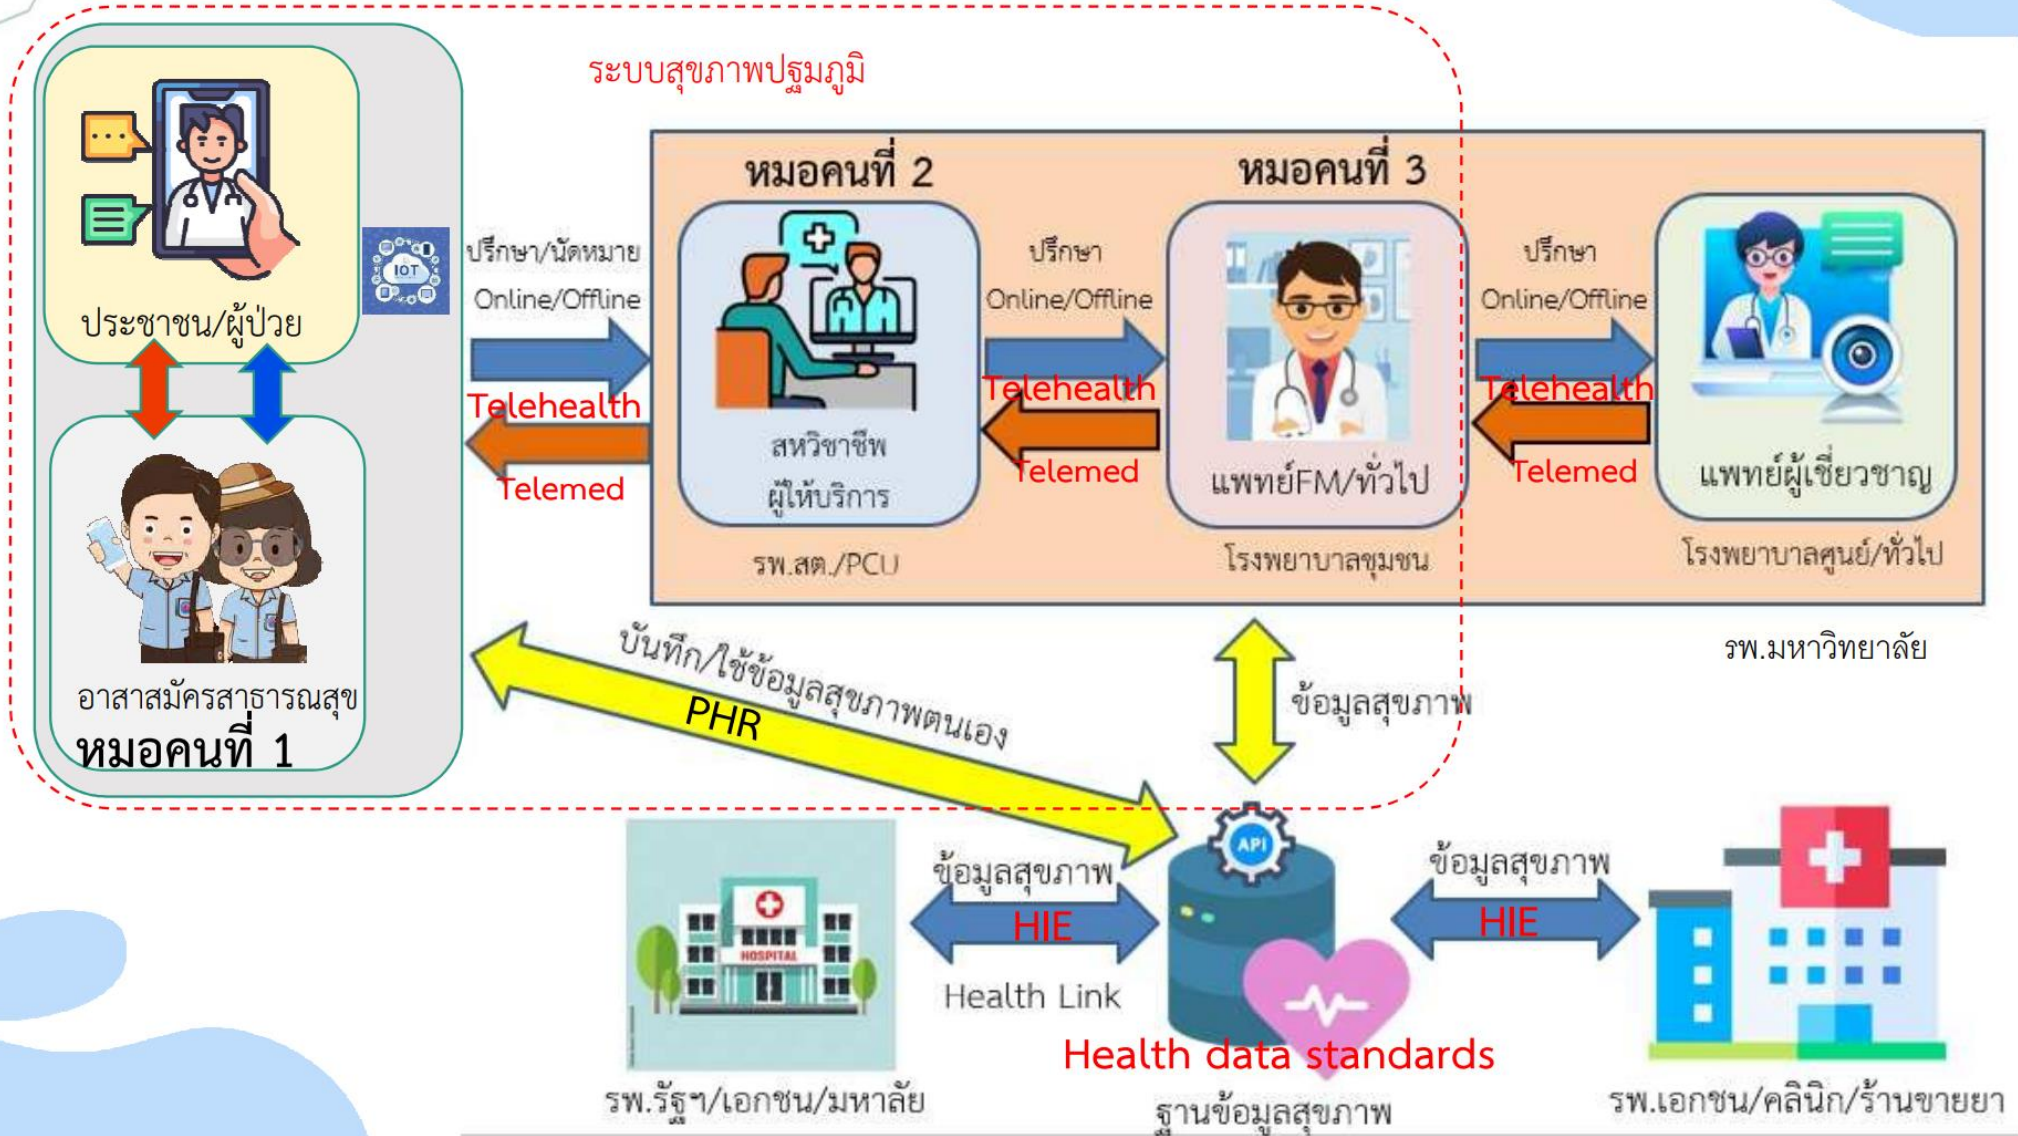 ระบบสุขภาพปฐมภูมิ
ประชาชน/ผู้ป่วย
IOT
อาสาสมัครสาธารณสุข
หมอคนที่ 1
ปรึกษา/นัดหมาย
Online/Offline
Telehealth
Telemed
หมอคนที่ 2
สหวิชาชีพ
ผู้ให้บริการ
รพ.สต./PCU
ปรึกษา
Online/Offline
Telehealth
Telemed
หมอคนที่ 3
แพทย์FM/ทั่วไป
โรงพยาบาลชุมชน
ปรึกษา
Online/Offline
Telehealth
Telemed
แพทย์ผู้เชี่ยวชาญ
โรงพยาบาลศูนย์/ทั่วไป
รพ.มหาวิทยาลัย
บันทึก/ใช้ข้อมูลสุขภาพตนเอง
PHR
ข้อมูลสุขภาพ
HOSPITAL
รพ.รัฐฯ/เอกชน/มหาลัย
ข้อมูลสุขภาพ
HIE
Health Link
API
Health data standards
ฐานข้อมูลสุขภาพ
ข้อมูลสุขภาพ
HIE
รพ.เอกชน/คลินิก/ร้านขายยา